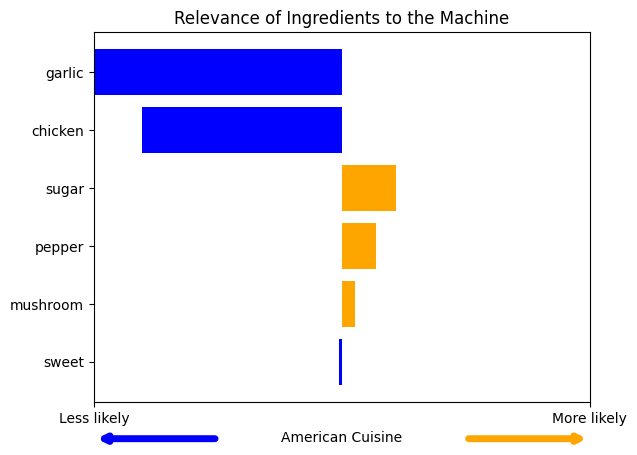 Relevance of Ingredients to the Machine
garlic
chicken
sugar
pepper
mushroom
sweet
Less likely
More likely
American Cuisine